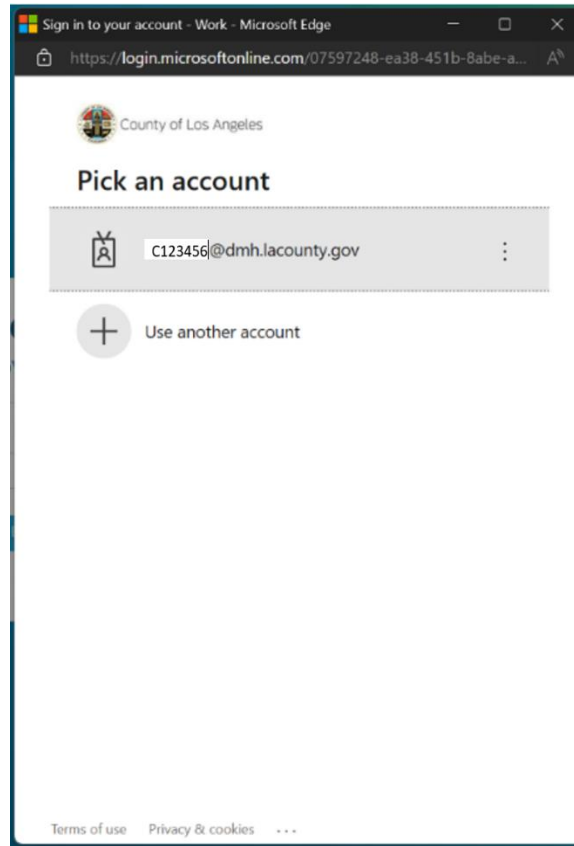 Sign in to your account - Work - Microsoft Edge
https://login.microsoftonline.com/07597248-ea38-451b-8abe-a...
County of Los Angeles
Pick an account
C123456@dmh.lacounty.gov
Use another account
Terms of use Privacy & cookies ...